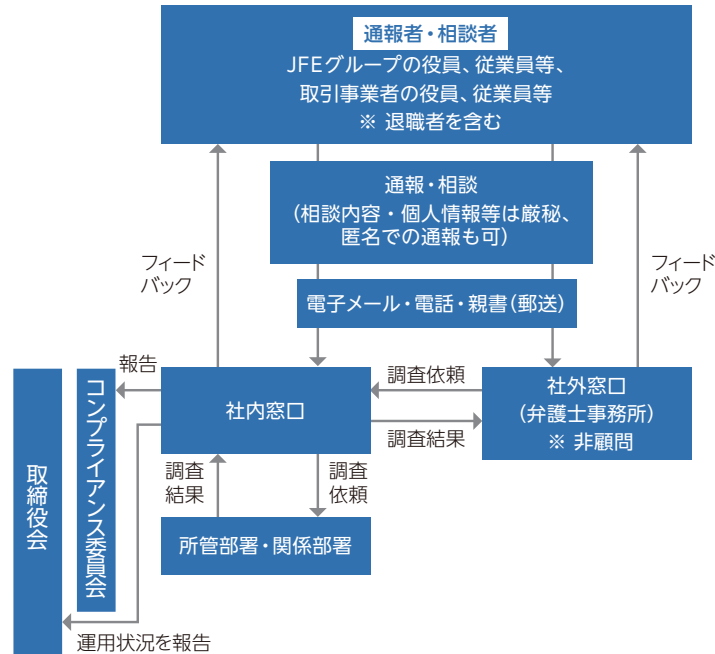 通報者・相談者
JFEグループの役員、従業員等、
取引事業者の役員、従業員等
※ 退職者を含む
通報・相談
(相談内容・個人情報等は厳秘、
匿名での通報も可)
フィード
バック
フィード
バック
電子メール・電話・親書(郵送)
報告
調査依頼
社内窓口
社外窓口
(弁護士事務所)
※ 非顧問
調査結果
コンプライアンス委員会
取締役会
調査
結果
調査
依頼
所管部署・関係部署
運用状況を報告